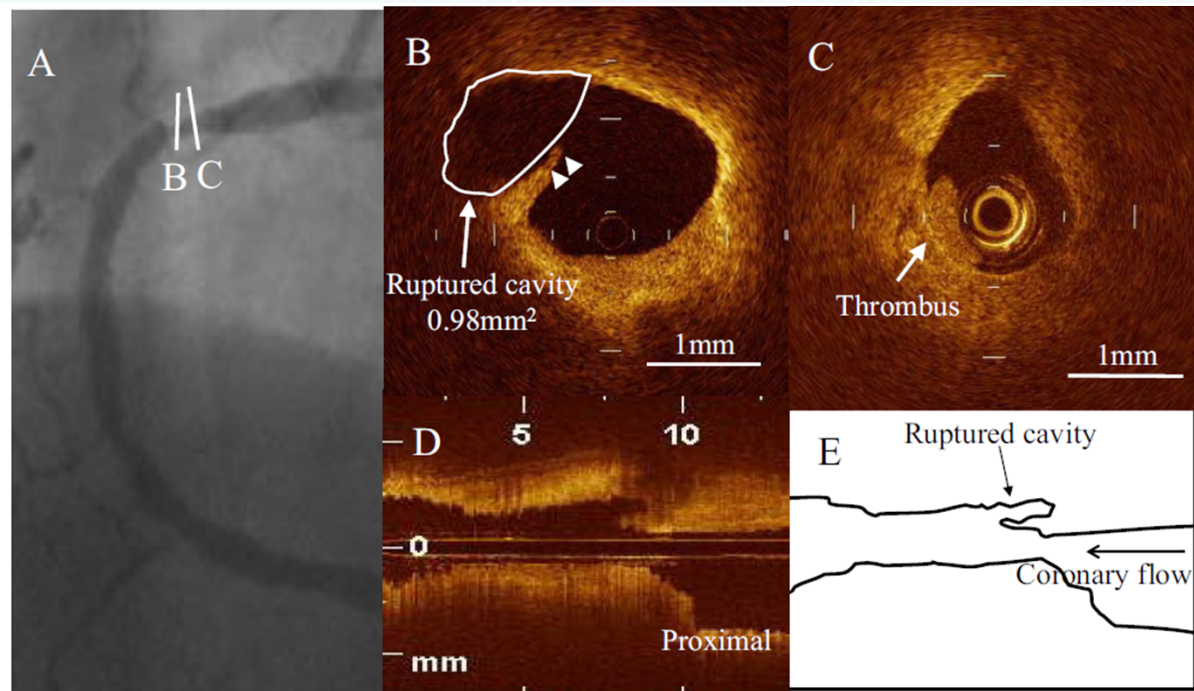 A
B C
B
Ruptured cavity
0.98mm²
1mm
C
Thrombus
1mm
D
5 10
0
mm
Proximal
E
Ruptured cavity
Coronary flow